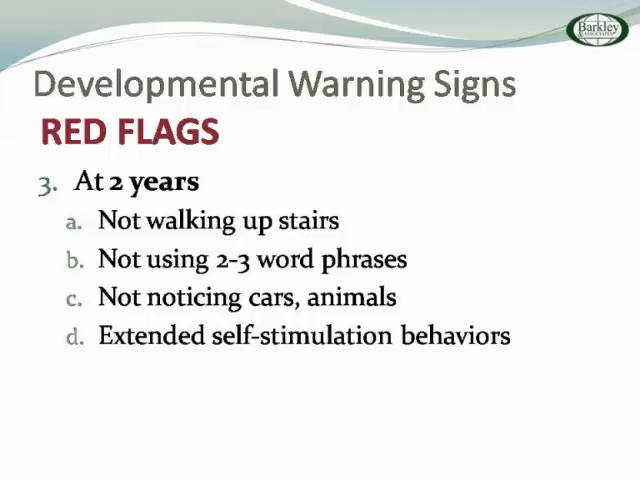 Barkley
& ASSOCIATES
Developmental Warning Signs
RED FLAGS
3. At 2 years
a. Not walking up stairs
b. Not using 2-3 word phrases
c. Not noticing cars, animals
d. Extended self-stimulation behaviors